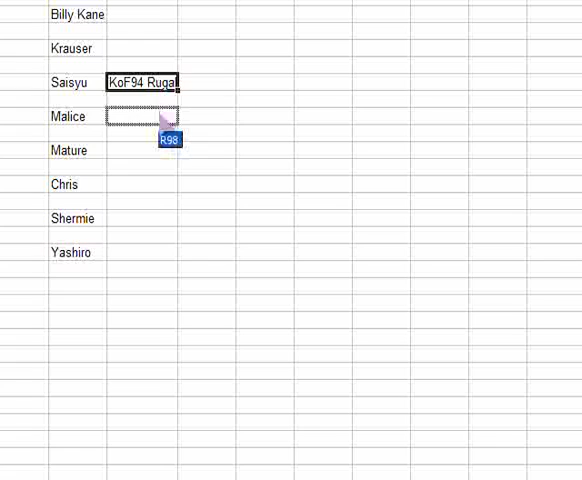 Billy Kane
Krauser
Saisyu KoF94 Rugal
Malice
R98
Mature
Chris
Shermie
Yashiro